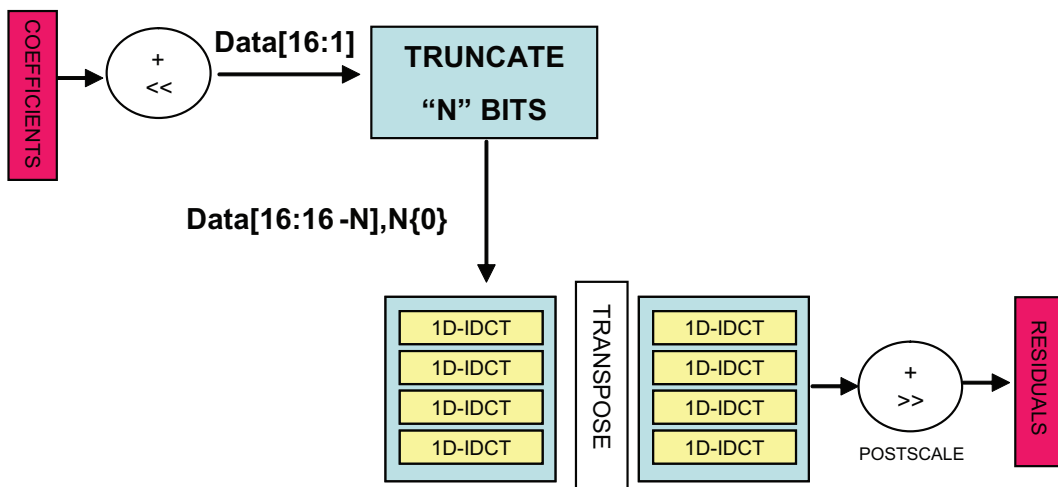 COEFFICIENTS
+
<<
Data[16:1]
TRUNCATE
“N” BITS
Data[16:16 -N],N{0}
1D-IDCT
1D-IDCT
1D-IDCT
1D-IDCT
TRANSPOSE
1D-IDCT
1D-IDCT
1D-IDCT
1D-IDCT
+
>>
POSTSCALE
RESIDUALS